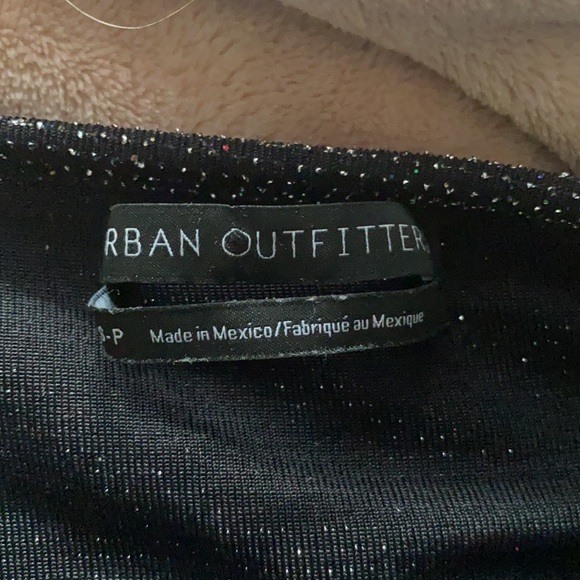 RBAN OUTFITTER
S-P Made in Mexico/Fabriqué au Mexique